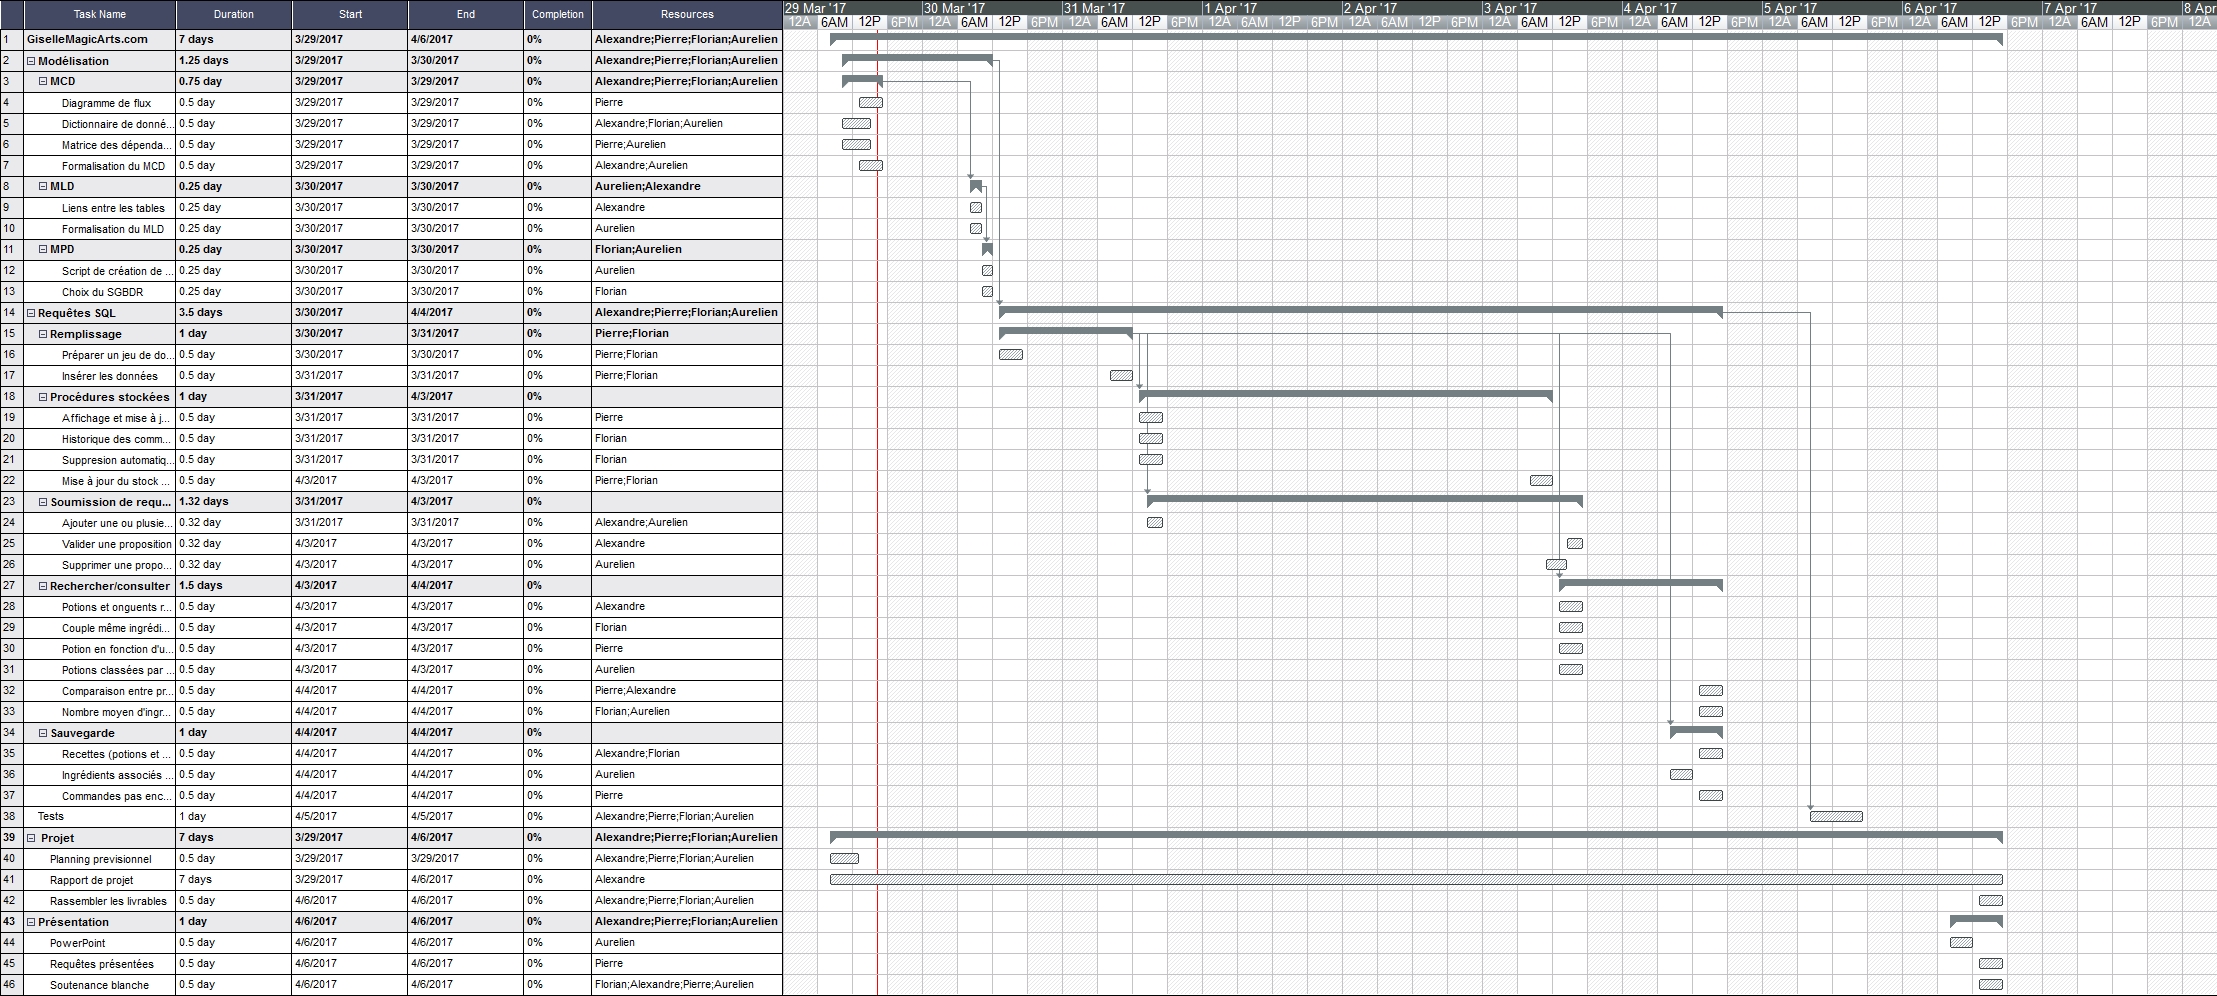 Task Name Duration Start End Completion Resources
29 Mar '17 30 Mar '17 31 Mar '17 1 Apr '17 2 Apr '17 3 Apr '17 4 Apr '17 5 Apr '17 6 Apr '17 7 Apr '17 8 Apr
12A 6AM 12P 6PM 12A 6AM 12P 6PM 12A 6AM 12P 6PM 12A 6AM 12P 6PM 12A 6AM 12P 6PM 12A 6AM 12P 6PM 12A 6AM 12P 6PM 12A 6AM 12P 6PM 12A 6AM 12P 6PM 12A 6AM 12P 6PM 12A
1 GiselleMagicArts.com 7 days 3/29/2017 4/6/2017 0% Alexandre;Pierre;Florian;Aurelien
2 Modélisation 1.25 days 3/29/2017 3/30/2017 0% Alexandre;Pierre;Florian;Aurelien
3 MCD 0.75 day 3/29/2017 3/29/2017 0% Alexandre;Pierre;Florian;Aurelien
4 Diagramme de flux 0.5 day 3/29/2017 3/29/2017 0% Pierre
5 Dictionnaire de donné... 0.5 day 3/29/2017 3/29/2017 0% Alexandre;Florian;Aurelien
6 Matrice des dépenda... 0.5 day 3/29/2017 3/29/2017 0% Pierre;Aurelien
7 Formalisation du MCD 0.5 day 3/29/2017 3/29/2017 0% Alexandre;Aurelien
8 MLD 0.25 day 3/30/2017 3/30/2017 0% Aurelien;Alexandre
9 Liens entre les tables 0.25 day 3/30/2017 3/30/2017 0% Alexandre
10 Formalisation du MLD 0.25 day 3/30/2017 3/30/2017 0% Aurelien
11 MPD 0.25 day 3/30/2017 3/30/2017 0% Florian;Aurelien
12 Script de création de ... 0.25 day 3/30/2017 3/30/2017 0% Aurelien
13 Choix du SGBDR 0.25 day 3/30/2017 3/30/2017 0% Florian
14 Requêtes SQL 3.5 days 3/30/2017 4/4/2017 0% Alexandre;Pierre;Florian;Aurelien
15 Remplissage 1 day 3/30/2017 3/31/2017 0% Pierre;Florian
16 Préparer un jeu de do... 0.5 day 3/30/2017 3/30/2017 0% Pierre;Florian
17 Insérer les données 0.5 day 3/31/2017 3/31/2017 0% Pierre;Florian
18 Procédures stockées 1 day 3/31/2017 4/3/2017 0%
19 Affichage et mise à j... 0.5 day 3/31/2017 3/31/2017 0% Pierre
20 Historique des comm... 0.5 day 3/31/2017 3/31/2017 0% Florian
21 Suppresion automatiq... 0.5 day 3/31/2017 3/31/2017 0% Florian
22 Mise à jour du stock ... 0.5 day 4/3/2017 4/3/2017 0% Pierre;Florian
23 Soumission de requ... 1.32 days 3/31/2017 4/3/2017 0%
24 Ajouter une ou plusie... 0.32 day 3/31/2017 3/31/2017 0% Alexandre;Aurelien
25 Valider une proposition 0.32 day 4/3/2017 4/3/2017 0% Alexandre
26 Supprimer une propo... 0.32 day 4/3/2017 4/3/2017 0% Aurelien
27 Rechercher/consulter 1.5 days 4/3/2017 4/4/2017 0%
28 Potions et onguents r... 0.5 day 4/3/2017 4/3/2017 0% Alexandre
29 Couple même ingrédi... 0.5 day 4/3/2017 4/3/2017 0% Florian
30 Potion en fonction d'u... 0.5 day 4/3/2017 4/3/2017 0% Pierre
31 Potions classées par ... 0.5 day 4/3/2017 4/3/2017 0% Aurelien
32 Comparaison entre pr... 0.5 day 4/4/2017 4/4/2017 0% Pierre;Alexandre
33 Nombre moyen d'ingr... 0.5 day 4/4/2017 4/4/2017 0% Florian;Aurelien
34 Sauvegarde 1 day 4/4/2017 4/4/2017 0%
35 Recettes (potions et ... 0.5 day 4/4/2017 4/4/2017 0% Alexandre;Florian
36 Ingrédients associés ... 0.5 day 4/4/2017 4/4/2017 0% Aurelien
37 Commandes pas enc... 0.5 day 4/4/2017 4/4/2017 0% Pierre
38 Tests 1 day 4/5/2017 4/5/2017 0% Alexandre;Pierre;Florian;Aurelien
39 Projet 7 days 3/29/2017 4/6/2017 0% Alexandre;Pierre;Florian;Aurelien
40 Planning previsionnel 0.5 day 3/29/2017 3/29/2017 0% Alexandre;Pierre;Florian;Aurelien
41 Rapport de projet 7 days 3/29/2017 4/6/2017 0% Alexandre
42 Rassembler les livrables 0.5 day 4/6/2017 4/6/2017 0% Alexandre;Pierre;Florian;Aurelien
43 Présentation 1 day 4/6/2017 4/6/2017 0% Alexandre;Pierre;Florian;Aurelien
44 PowerPoint 0.5 day 4/6/2017 4/6/2017 0% Aurelien
45 Requêtes présentées 0.5 day 4/6/2017 4/6/2017 0% Pierre
46 Soutenance blanche 0.5 day 4/6/2017 4/6/2017 0% Florian;Alexandre;Pierre;Aurelien